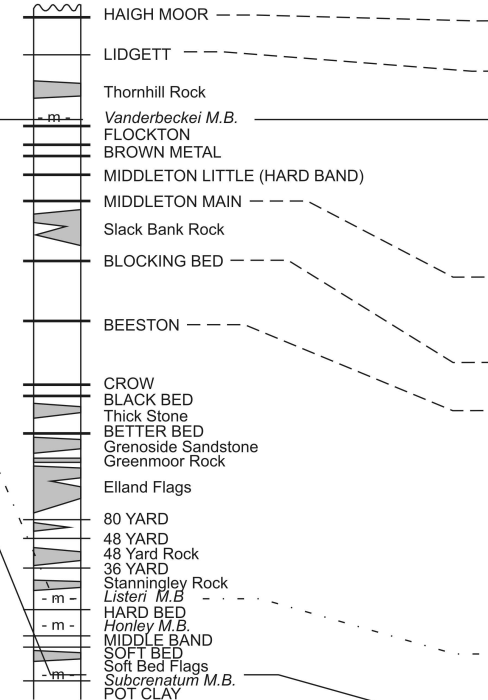 HAIGH MOOR
LIDGETT
Thornhill Rock
- m - Vanderbeckei M.B.
FLOCKTON
BROWN METAL
MIDDLETON LITTLE (HARD BAND)
MIDDLETON MAIN
Slack Bank Rock
BLOCKING BED
BEESTON
CROW
BLACK BED
Thick Stone
BETTER BED
Grenoside Sandstone
Greenmoor Rock
Elland Flags
80 YARD
48 YARD
48 Yard Rock
36 YARD
Stanningley Rock
- m - Listeri M.B
HARD BED
- m - Honley M.B.
MIDDLE BAND
SOFT BED
Soft Bed Flags
- m - Subcrenatum M.B.
POT CLAY